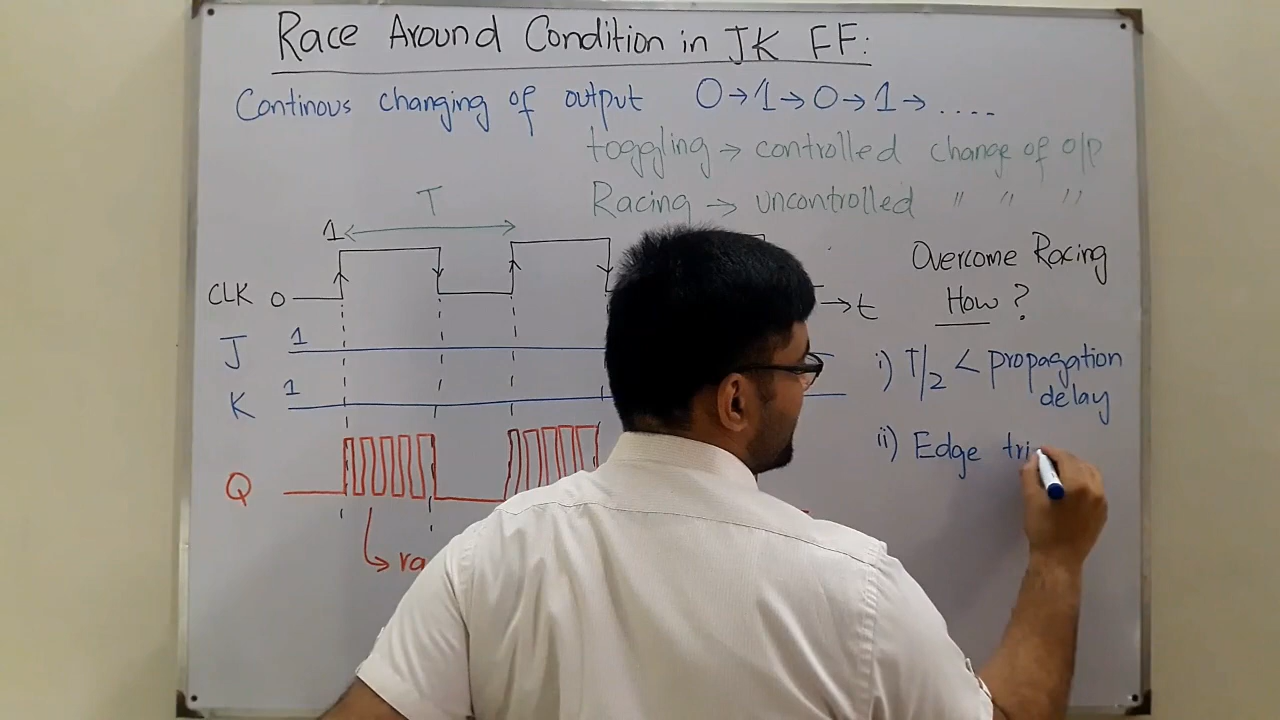 Race Around Condition in JK FF:
Continous changing of output 0→1→0→1→....
toggling → controlled change of o/p
Racing → uncontrolled " " "
T
1
CLK 0
→t
J 1
K 1
Q
Overcome Racing
How?
i) T/2 < propagation
delay
ii) Edge